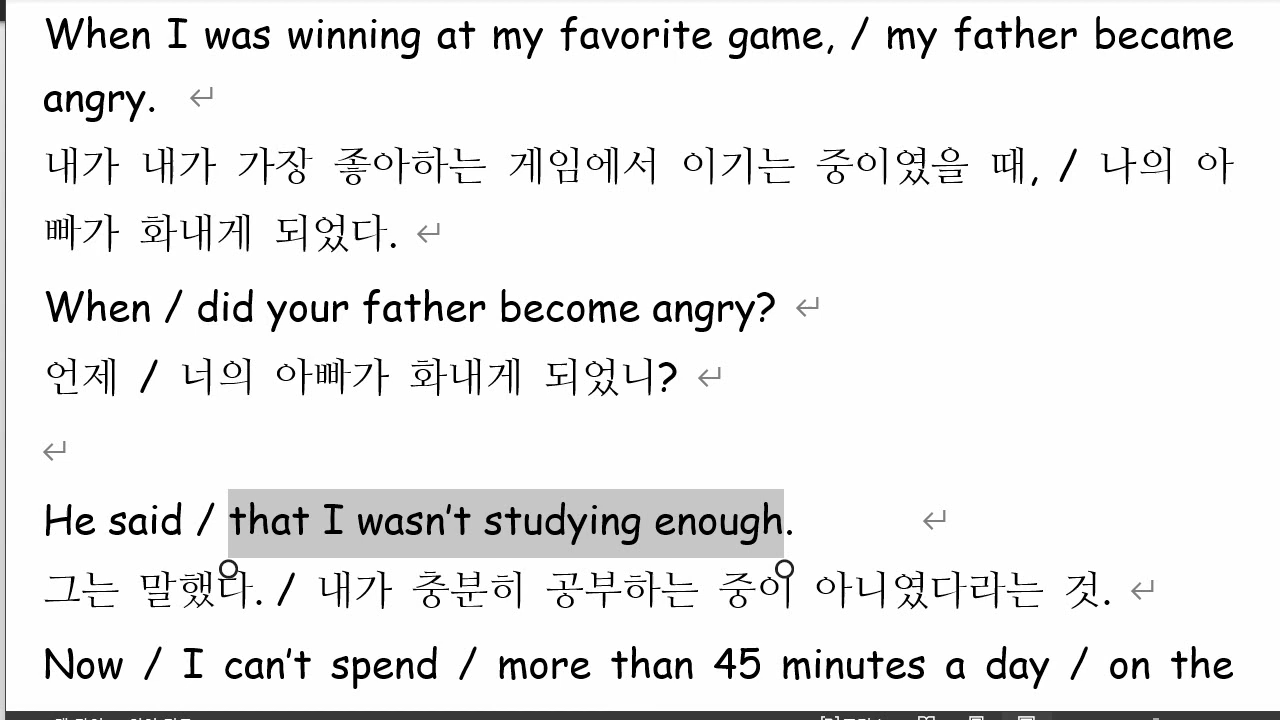 When I was winning at my favorite game, / my father became
angry. ↵
내가 내가 가장 좋아하는 게임에서 이기는 중이였을 때, / 나의 아
빠가 화내게 되었다. ↵
When / did your father become angry? ↵
언제 / 너의 아빠가 화내게 되었니? ↵
↵
He said / that I wasn't studying enough. ↵
그는 말했다. / 내가 충분히 공부하는 중이 아니였다라는 것. ↵
Now / I can't spend / more than 45 minutes a day / on the